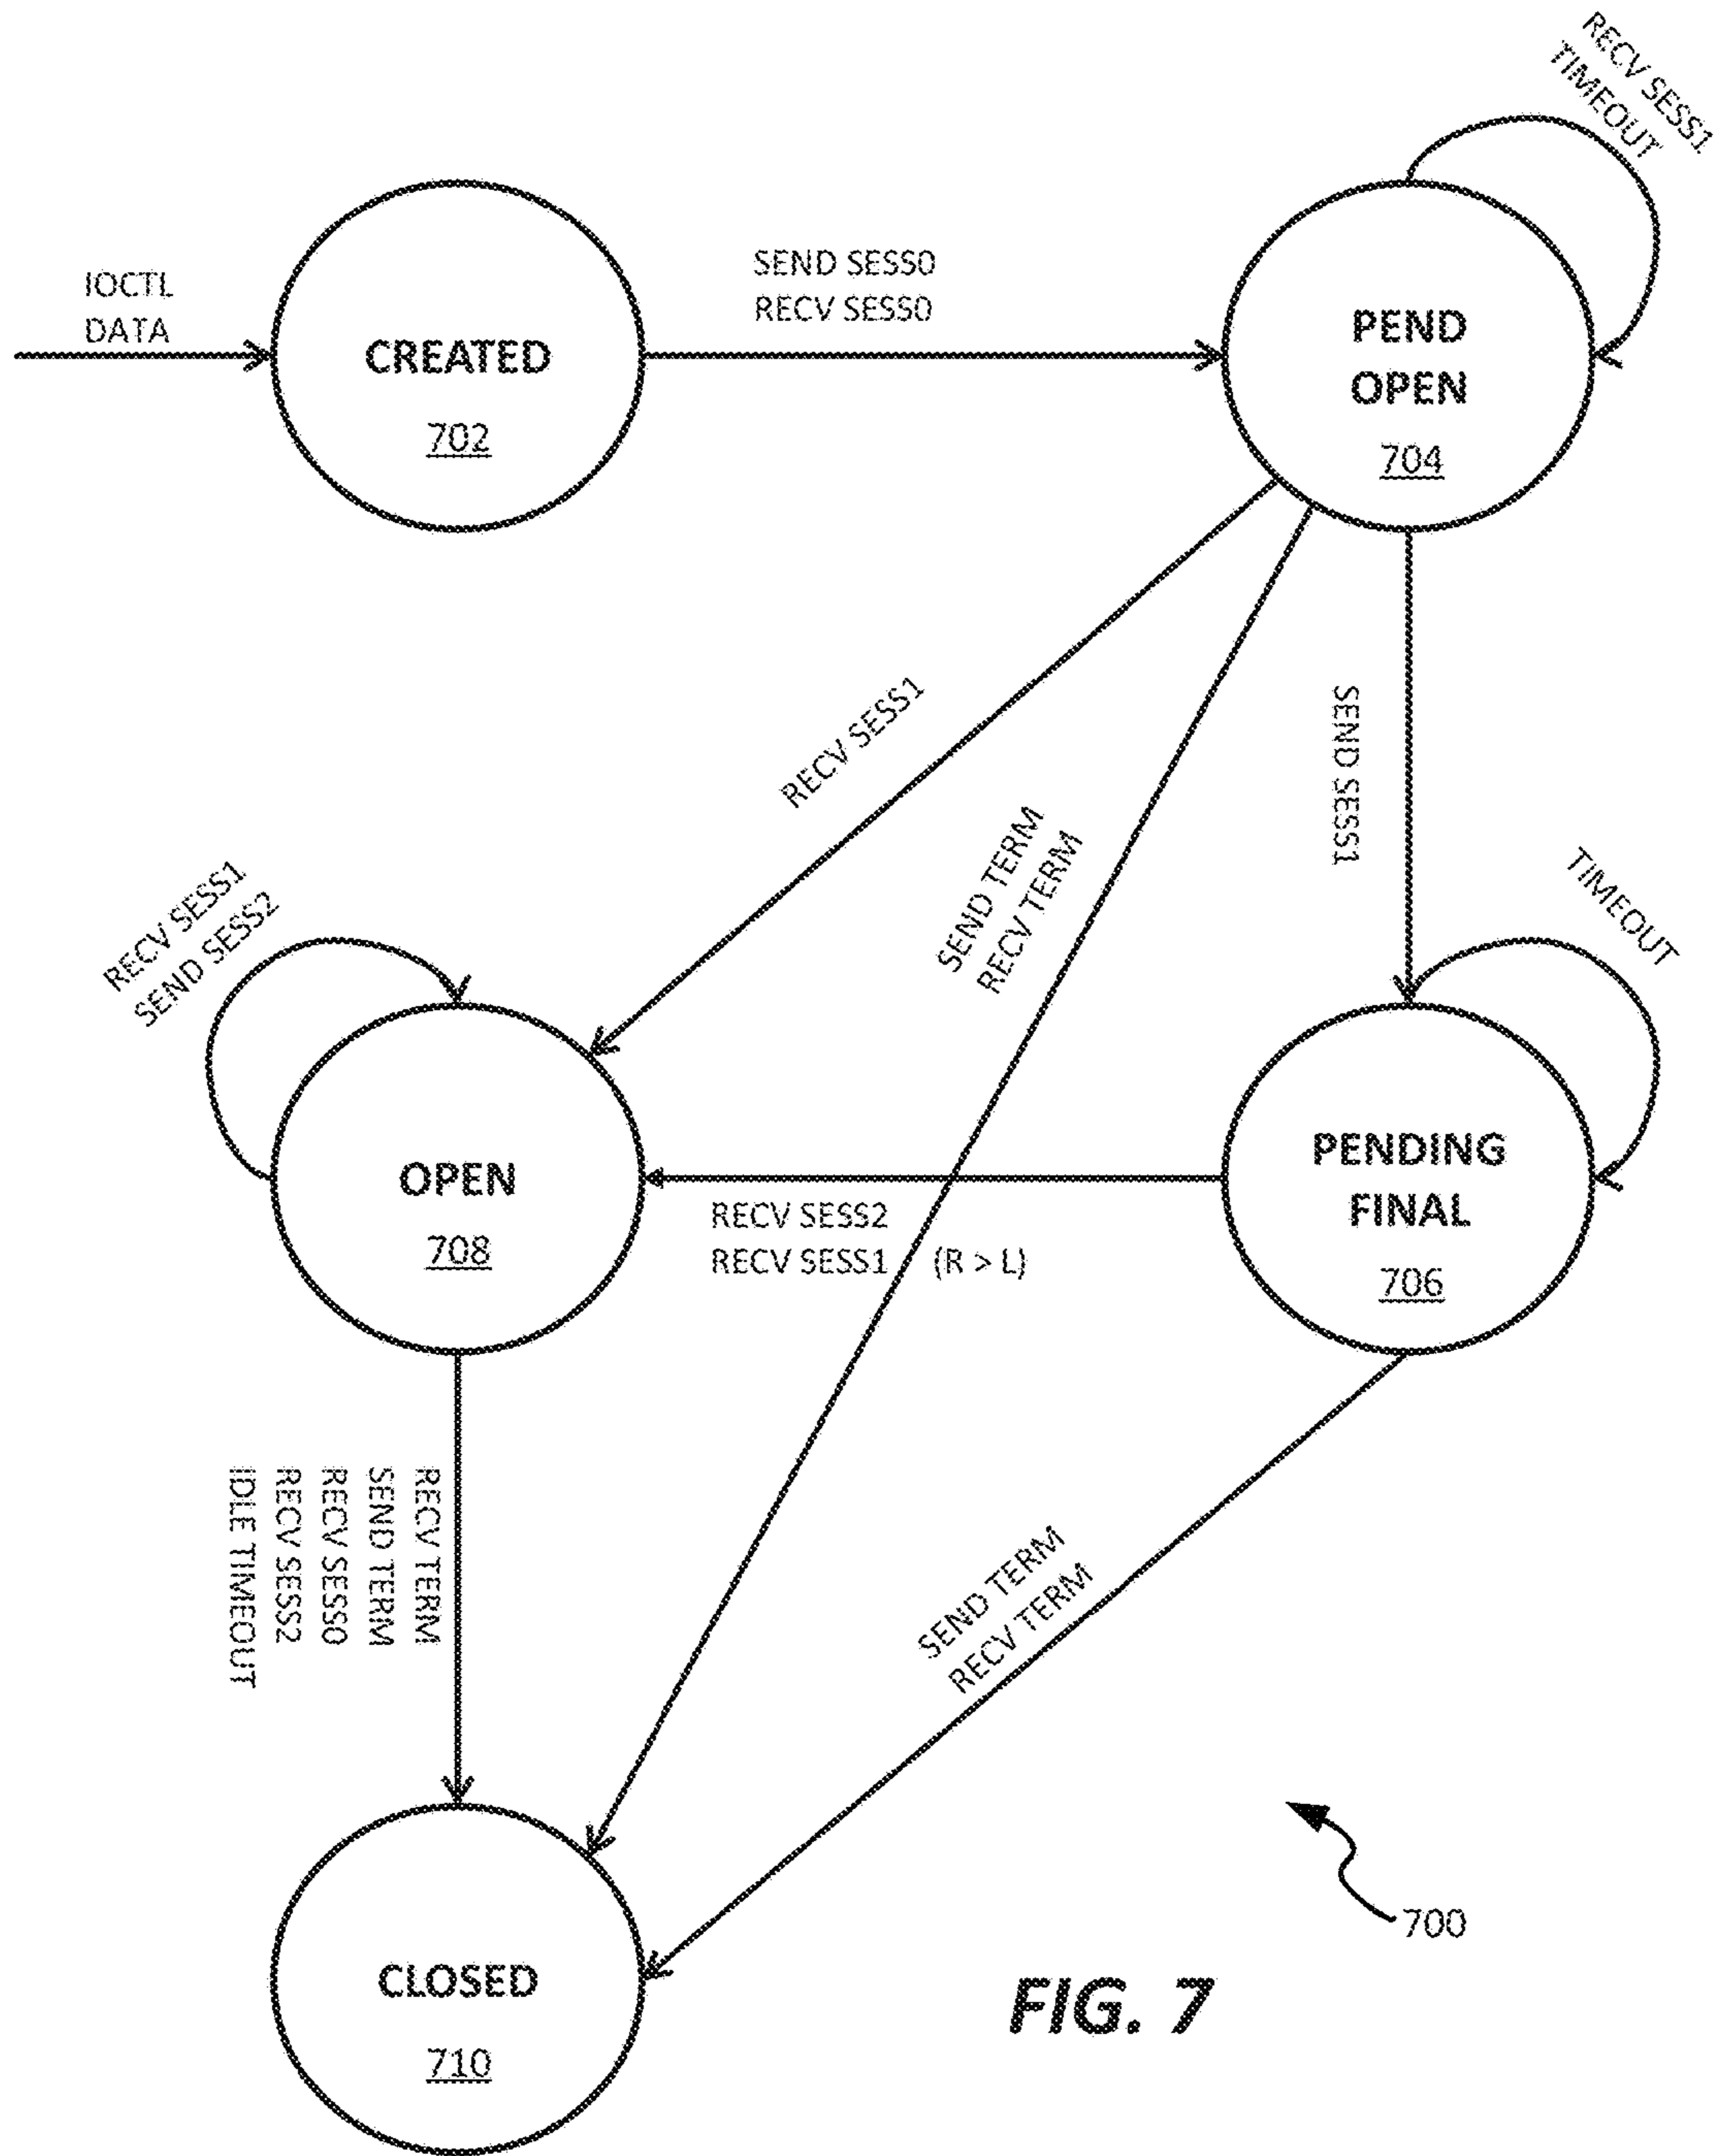 RECV SESS1
TIMEOUT
IOCTL
DATA
CREATED
702
SEND SESS0
RECV SESS0
PEND
OPEN
704
RECV SESS1
SEND TERM
RECV TERM
SEND SESS1
RECV SESS1
SEND SESS2
TIMEOUT
OPEN
708
RECV SESS2
RECV SESS1 (R > L)
PENDING
FINAL
706
RECV TERM
SEND TERM
RECV SESS0
RECV SESS2
IDLE TIMEOUT
SEND TERM
RECV TERM
CLOSED
710
700
FIG. 7